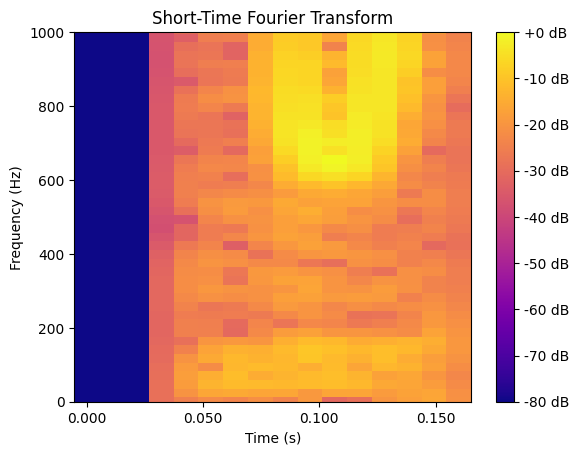 Short-Time Fourier Transform
1000
800
600
400
200
0
Frequency (Hz)
0.000
0.050
0.100
0.150
Time (s)
+0 dB
-10 dB
-20 dB
-30 dB
-40 dB
-50 dB
-60 dB
-70 dB
-80 dB